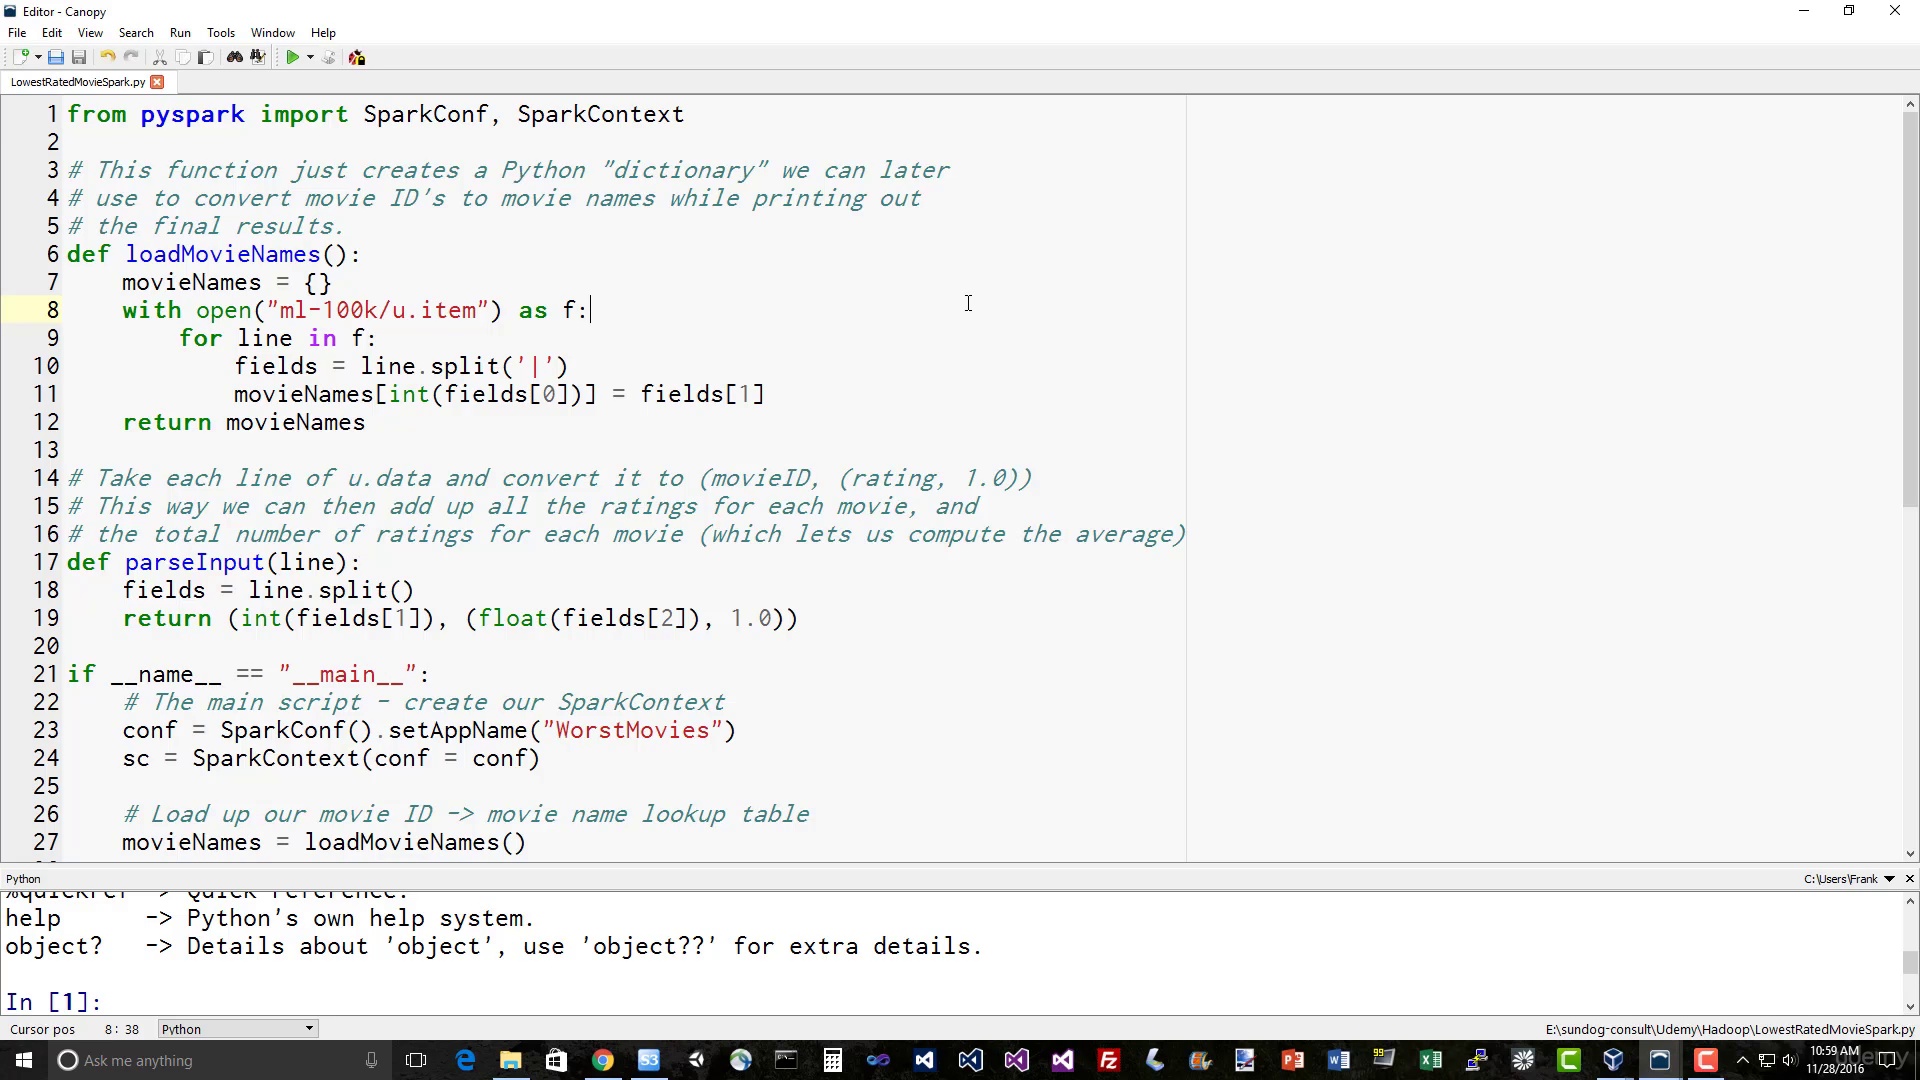 Editor - Canopy
File Edit View Search Run Tools Window Help
LowestRatedMovieSpark.py
1 from pyspark import SparkConf, SparkContext
2
3 # This function just creates a Python "dictionary" we can later
4 # use to convert movie ID's to movie names while printing out
5 # the final results.
6 def loadMovieNames():
7     movieNames = {}
8     with open("ml-100k/u.item") as f:
9         for line in f:
10             fields = line.split('|')
11             movieNames[int(fields[0])] = fields[1]
12     return movieNames
13
14 # Take each line of u.data and convert it to (movieID, (rating, 1.0))
15 # This way we can then add up all the ratings for each movie, and
16 # the total number of ratings for each movie (which lets us compute the average)
17 def parseInput(line):
18     fields = line.split()
19     return (int(fields[1]), (float(fields[2]), 1.0))
20
21 if __name__ == "__main__":
22     # The main script - create our SparkContext
23     conf = SparkConf().setAppName("WorstMovies")
24     sc = SparkContext(conf = conf)
25
26     # Load up our movie ID -> movie name lookup table
27     movieNames = loadMovieNames()
Python C:\Users\Frank
%quickref -> Quick reference.
help -> Python's own help system.
object? -> Details about 'object', use 'object??' for extra details.
In [1]:
Cursor pos 8: 38 Python E:\sundog-consult\Udemy\Hadoop\LowestRatedMovieSpark.py
Ask me anything
10:59 AM
11/28/2016
udemy